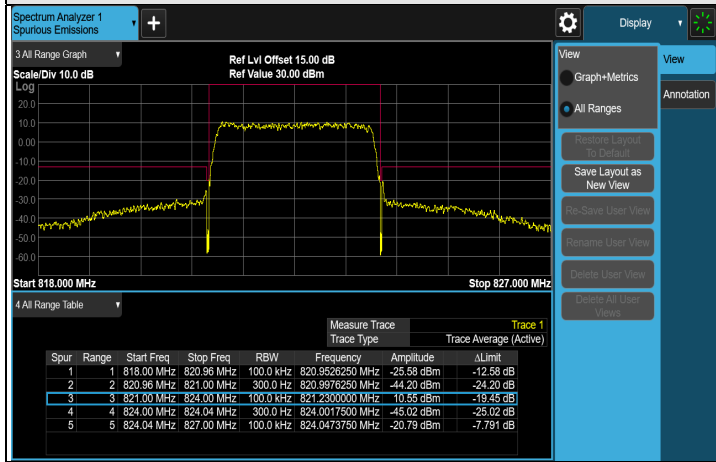 Spectrum Analyzer 1
Spurious Emissions
+
Display
3 All Range Graph
Ref Lvl Offset 15.00 dB
Scale/Div 10.0 dB
Ref Value 30.00 dBm
Log
20.0
10.0
0.00
-10.0
-20.0
-30.0
-40.0
-50.0
-60.0
Start 818.000 MHz
Stop 827.000 MHz
View
Graph+Metrics
All Ranges
Restore Layout
To Default
Save Layout as
New View
Re-Save User View
Rename User View
Delete User View
Delete All User
Views
View
Annotation
4 All Range Table
Measure Trace Trace 1
Trace Type Trace Average (Active)
Spur Range Start Freq Stop Freq RBW Frequency Amplitude ΔLimit
1 1 818.00 MHz 820.96 MHz 100.0 kHz 820.9526250 MHz -25.58 dBm -12.58 dB
2 2 820.96 MHz 821.00 MHz 300.0 Hz 820.9976250 MHz -44.20 dBm -24.20 dB
3 3 821.00 MHz 824.00 MHz 100.0 kHz 821.2300000 MHz 10.55 dBm -19.45 dB
4 4 824.00 MHz 824.04 MHz 300.0 Hz 824.0017500 MHz -45.02 dBm -25.02 dB
5 5 824.04 MHz 827.00 MHz 100.0 kHz 824.0473750 MHz -20.79 dBm -7.791 dB